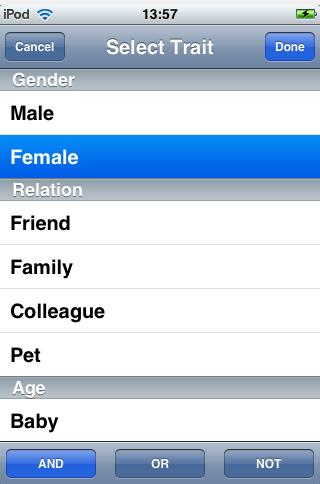 iPod 13:57
Cancel Select Trait Done
Gender
Male
Female
Relation
Friend
Family
Colleague
Pet
Age
Baby
AND OR NOT